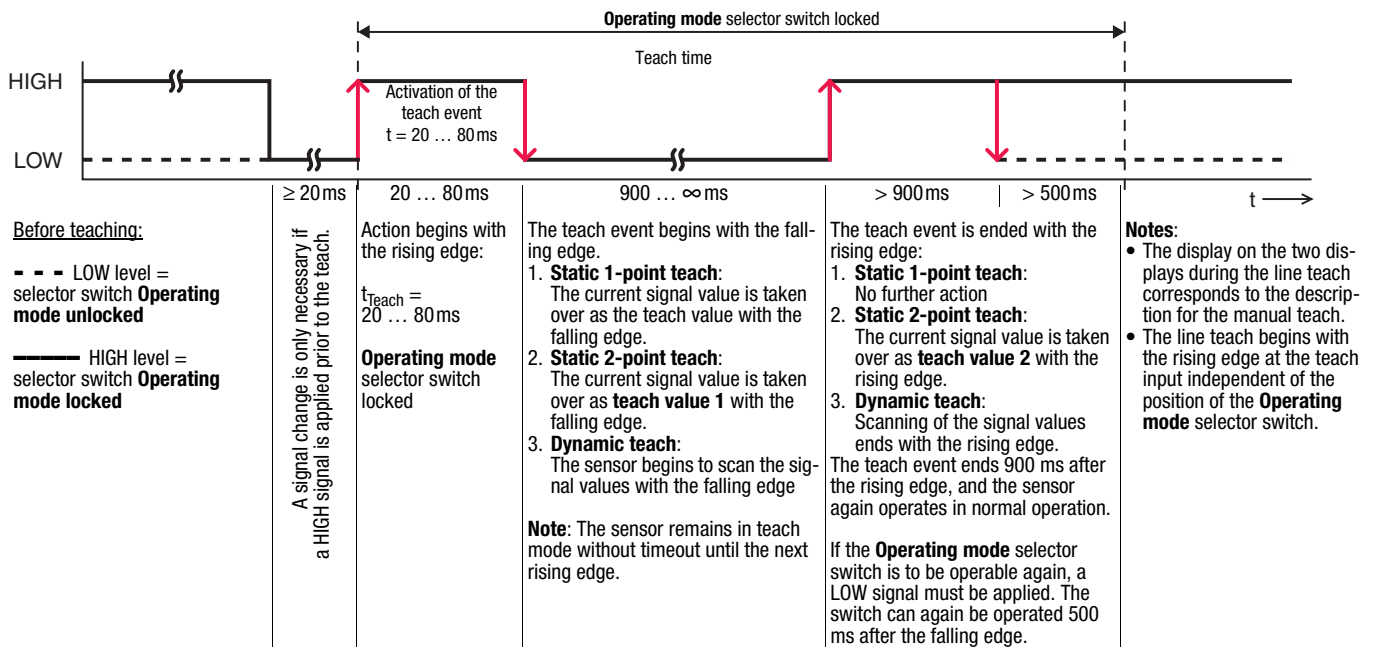 Operating mode selector switch locked
Teach time
HIGH
Activation of the
teach event
t = 20 … 80 ms
LOW
≥ 20 ms
20 … 80 ms
900 … ∞ ms
> 900 ms
> 500 ms
t
Before teaching:
LOW level =
selector switch Operating
mode unlocked
HIGH level =
selector switch Operating
mode locked
A signal change is only necessary if
a HIGH signal is applied prior to the teach.
Action begins with
the rising edge:
tTeach =
20 … 80 ms
Operating mode
selector switch
locked
The teach event begins with the fall-
ing edge.
1. Static 1-point teach:
The current signal value is taken
over as the teach value with the
falling edge.
2. Static 2-point teach:
The current signal value is taken
over as teach value 1 with the
falling edge.
3. Dynamic teach:
The sensor begins to scan the sig-
nal values with the falling edge
Note: The sensor remains in teach
mode without timeout until the next
rising edge.
The teach event is ended with the
rising edge:
1. Static 1-point teach:
No further action
2. Static 2-point teach:
The current signal value is taken
over as teach value 2 with the
rising edge.
3. Dynamic teach:
Scanning of the signal values
ends with the rising edge.
The teach event ends 900 ms after
the rising edge, and the sensor
again operates in normal operation.
If the Operating mode selector
switch is to be operable again, a
LOW signal must be applied. The
switch can again be operated 500
ms after the falling edge.
Notes:
• The display on the two dis-
plays during the line teach
corresponds to the descrip-
tion for the manual teach.
• The line teach begins with
the rising edge at the teach
input independent of the
position of the Operating
mode selector switch.